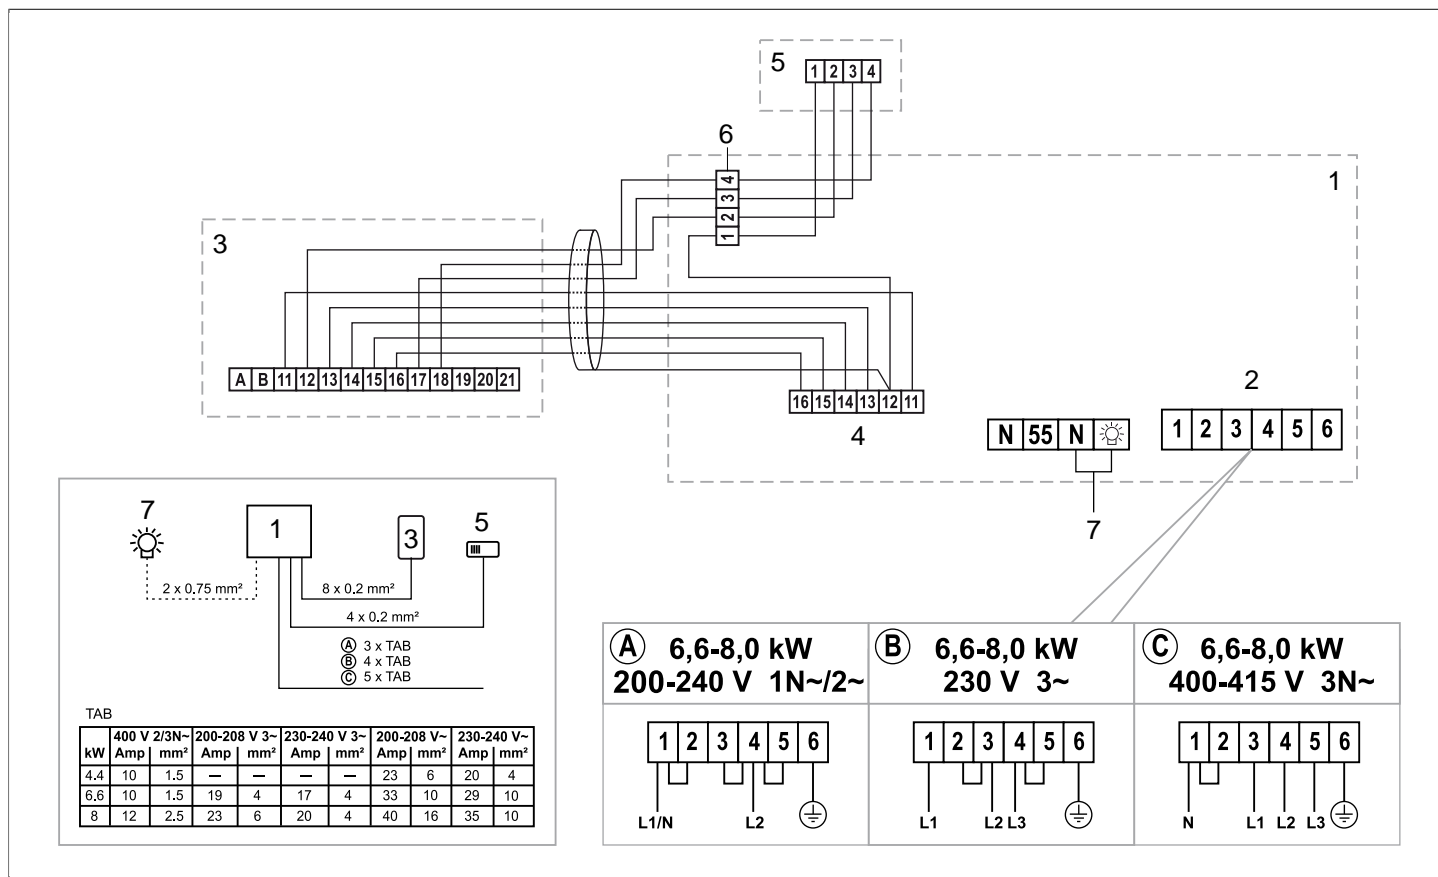 5
1 2 3 4
6
4
3
2
1
1
3
A B 11 12 13 14 15 16 17 18 19 20 21
16 15 14 13 12 11
4
N 55 N
7
2
1 2 3 4 5 6
7
1
3
5
2 x 0.75 mm²
8 x 0.2 mm²
4 x 0.2 mm²
A 3 x TAB
B 4 x TAB
C 5 x TAB
TAB
kW 400 V 2/3N~ 200-208 V 3~ 230-240 V 3~ 200-208 V~ 230-240 V~
Amp mm² Amp mm² Amp mm² Amp mm² Amp mm²
4.4 10 1.5 — — — — 23 6 20 4
6.6 10 1.5 19 4 17 4 33 10 29 10
8 12 2.5 23 6 20 4 40 16 35 10
A 6,6-8,0 kW
200-240 V 1N~/2~
1 2 3 4 5 6
L1/N L2
B 6,6-8,0 kW
230 V 3~
1 2 3 4 5 6
L1 L2 L3
C 6,6-8,0 kW
400-415 V 3N~
1 2 3 4 5 6
N L1 L2 L3